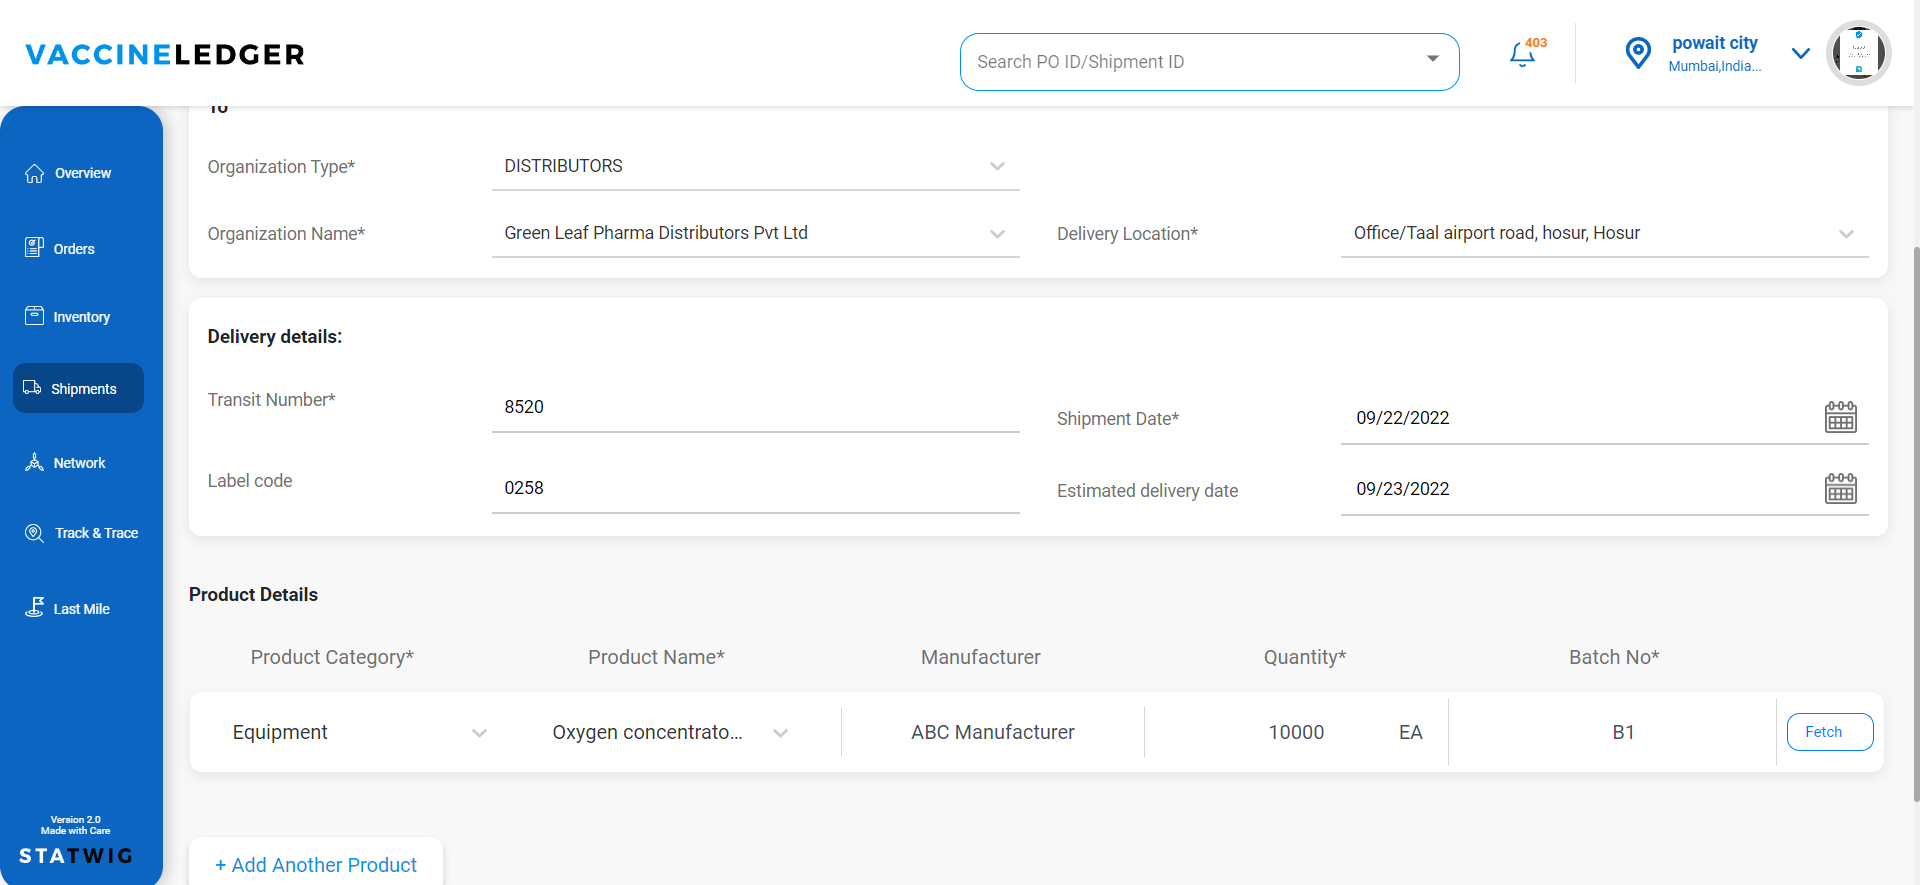 VACCINELEDGER
Search PO ID/Shipment ID
403
powait city
Mumbai,India...
Overview
Orders
Inventory
Shipments
Network
Track & Trace
Last Mile
Version 2.0
Made with Care
STATWIG
To
Organization Type*
DISTRIBUTORS
Organization Name*
Green Leaf Pharma Distributors Pvt Ltd
Delivery Location*
Office/Taal airport road, hosur, Hosur
Delivery details:
Transit Number*
8520
Shipment Date*
09/22/2022
Label code
0258
Estimated delivery date
09/23/2022
Product Details
Product Category* Product Name* Manufacturer Quantity* Batch No*
Equipment Oxygen concentrato... ABC Manufacturer 10000 EA B1 Fetch
+ Add Another Product